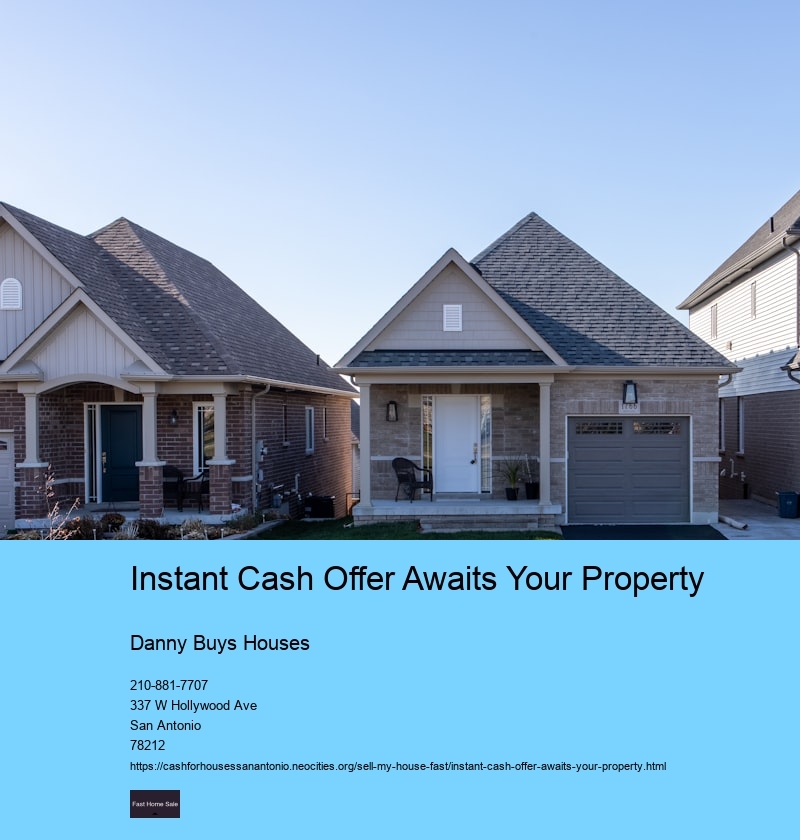 Instant Cash Offer Awaits Your Property
Danny Buys Houses
210-881-7707
337 W Hollywood Ave
San Antonio
78212
https://cashforhousessanantonio.neocities.org/sell-my-house-fast/instant-cash-offer-awaits-your-property.html
Fast Home Sale